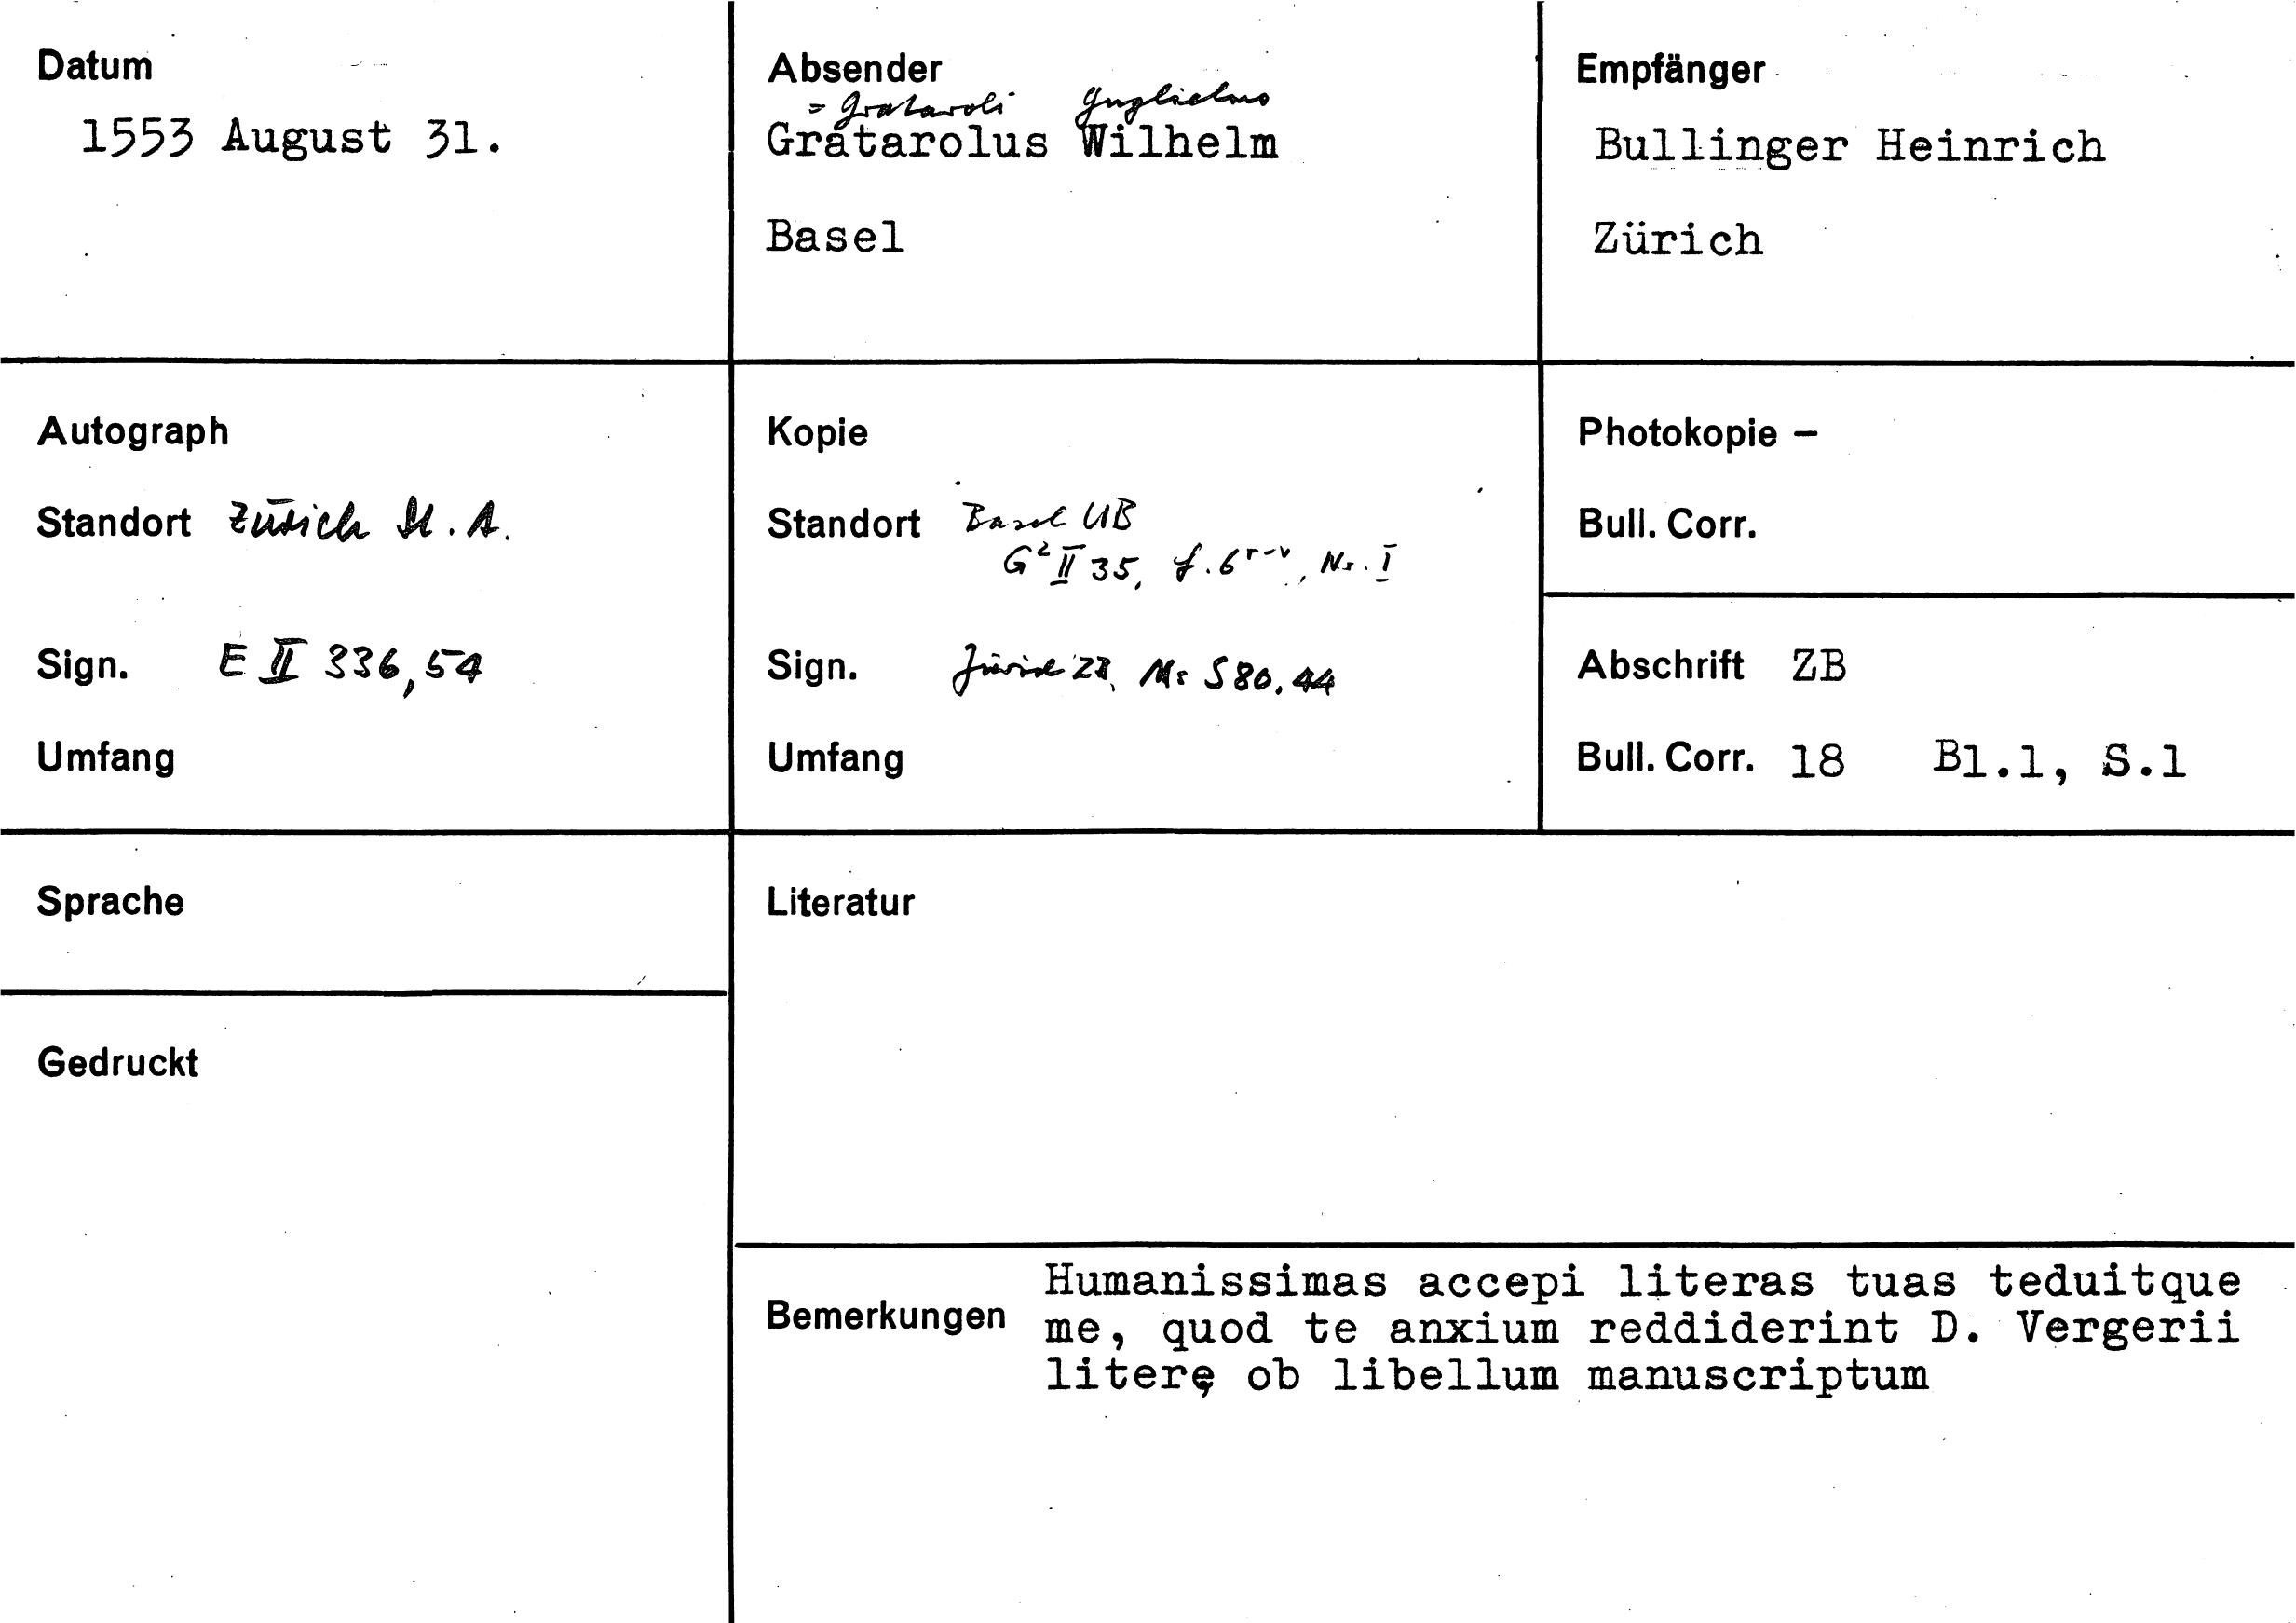 Datum
1553 August 31.
Absender
= Grataroli Guglielmo
Gratarolus Wilhelm
Basel
Empfänger
Bullinger Heinrich
Zürich
Autograph
Standort Zürich St. A.
Sign. E II 336,54
Umfang
Kopie
Standort Basel UB
G² II 35, f. 6 r-v, Nr. I
Sign. Zürich ZB, Ms S 80.44
Umfang
Photokopie –
Bull. Corr.
Abschrift ZB
Bull. Corr. 18 Bl.1, S.1
Sprache
Gedruckt
Literatur
Bemerkungen
Humanissimas accepi literas tuas teduitque
me, quod te anxium reddiderint D. Vergerii
literę ob libellum manuscriptum